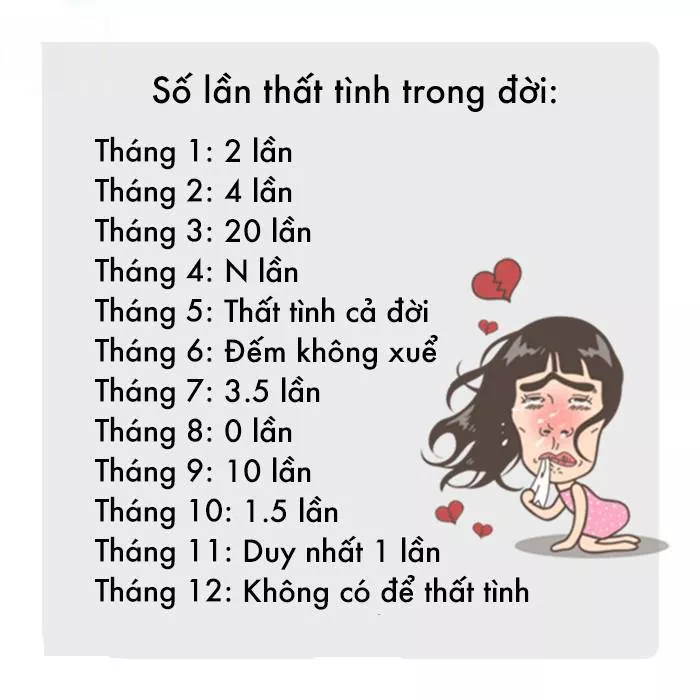 Số lần thất tình trong đời:
Tháng 1: 2 lần
Tháng 2: 4 lần
Tháng 3: 20 lần
Tháng 4: N lần
Tháng 5: Thất tình cả đời
Tháng 6: Đếm không xuể
Tháng 7: 3.5 lần
Tháng 8: 0 lần
Tháng 9: 10 lần
Tháng 10: 1.5 lần
Tháng 11: Duy nhất 1 lần
Tháng 12: Không có để thất tình